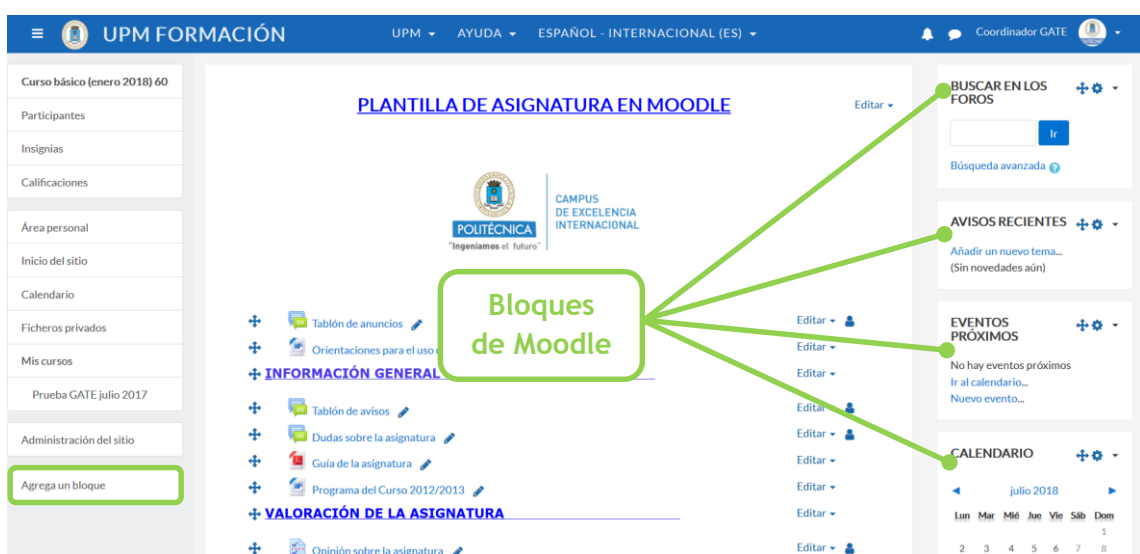 UPM FORMACIÓN
UPM
AYUDA
ESPAÑOL - INTERNACIONAL (ES)
Coordinador GATE
Curso básico (enero 2018) 60
Participantes
Insignias
Calificaciones
Área personal
Inicio del sitio
Calendario
Ficheros privados
Mis cursos
Prueba GATE julio 2017
Administración del sitio
Agrega un bloque
PLANTILLA DE ASIGNATURA EN MOODLE
Editar
POLITÉCNICA
"Ingeniamos el futuro"
CAMPUS
DE EXCELENCIA
INTERNACIONAL
Bloques
de Moodle
Tablón de anuncios
Editar
Orientaciones para el uso
Editar
INFORMACIÓN GENERAL
Editar
Tablón de avisos
Editar
Dudas sobre la asignatura
Editar
Guía de la asignatura
Editar
Programa del Curso 2012/2013
Editar
VALORACIÓN DE LA ASIGNATURA
Editar
Opinión sobre la asignatura
Editar
BUSCAR EN LOS
FOROS
Ir
Búsqueda avanzada
AVISOS RECIENTES
Añadir un nuevo tema...
(Sin novedades aún)
EVENTOS
PRÓXIMOS
No hay eventos próximos
Ir al calendario...
Nuevo evento...
CALENDARIO
julio 2018
Lun Mar Mié Jue Vie Sáb Dom
1
2 3 4 5 6 7 8